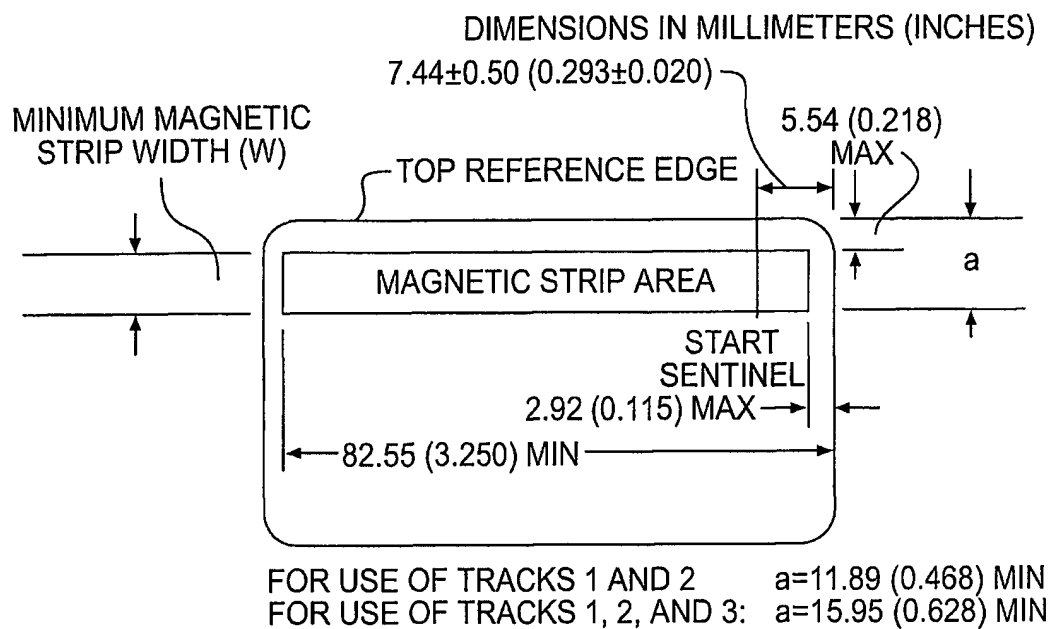 DIMENSIONS IN MILLIMETERS (INCHES)
7.44±0.50 (0.293±0.020)
MINIMUM MAGNETIC
STRIP WIDTH (W)
5.54 (0.218)
MAX
TOP REFERENCE EDGE
a
MAGNETIC STRIP AREA
START
SENTINEL
2.92 (0.115) MAX
82.55 (3.250) MIN
FOR USE OF TRACKS 1 AND 2 a=11.89 (0.468) MIN
FOR USE OF TRACKS 1, 2, AND 3: a=15.95 (0.628) MIN